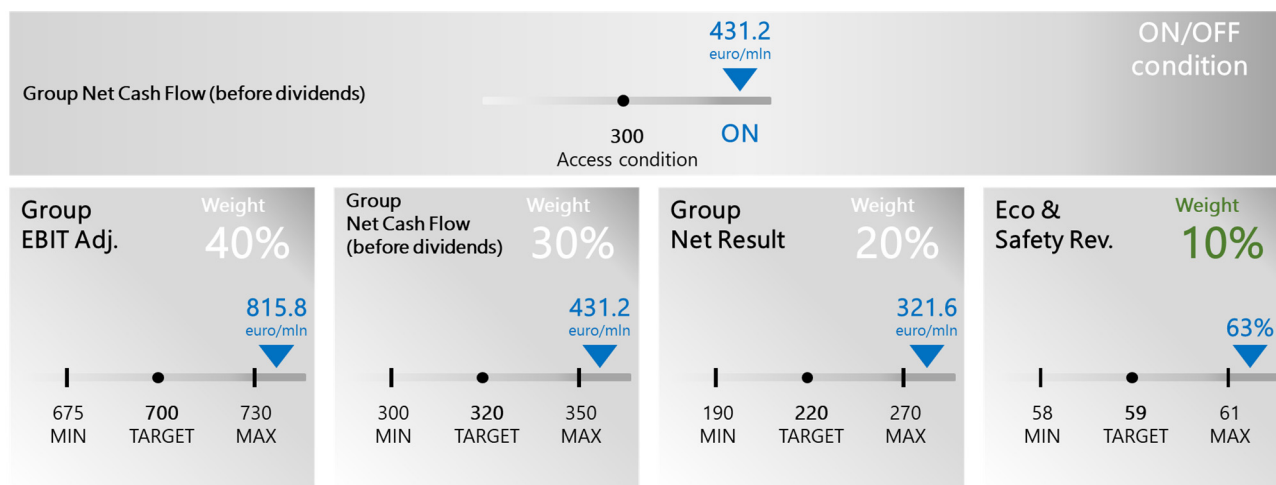 431.2
euro/mln
ON/OFF
condition
Group Net Cash Flow (before dividends)
300
ON
Access condition
Group
EBIT Adj.
Weight
40%
815.8
euro/mln
675
700
730
MIN
TARGET
MAX
Group
Net Cash Flow
(before dividends)
Weight
30%
431.2
euro/mln
300
320
350
MIN
TARGET
MAX
Group
Net Result
Weight
20%
321.6
euro/mln
190
220
270
MIN
TARGET
MAX
Eco &
Safety Rev.
Weight
10%
63%
58
59
61
MIN
TARGET
MAX